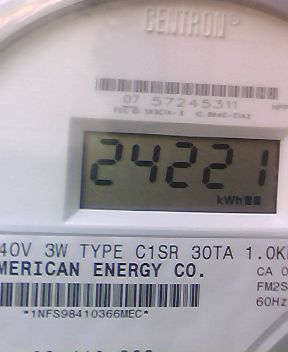 CENTRON®
07 57245311
24221
kWh
40V 3W TYPE C1SR 30TA 1.0K
MERICAN ENERGY CO.
CA 0
FM2S
60Hz
*1NFS98410366MEC*